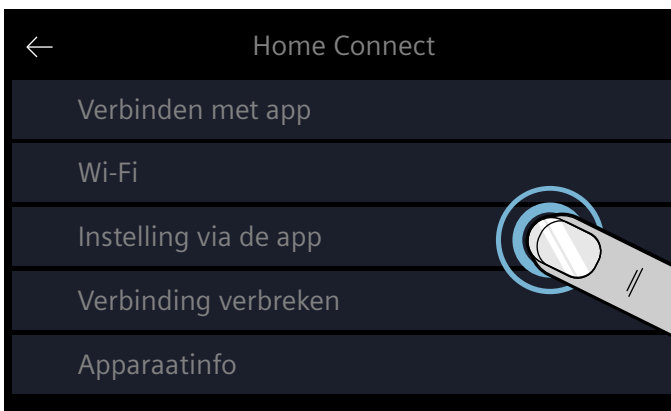 Home Connect
Verbinden met app
Wi-Fi
Instelling via de app
Verbinding verbreken
Apparaatinfo